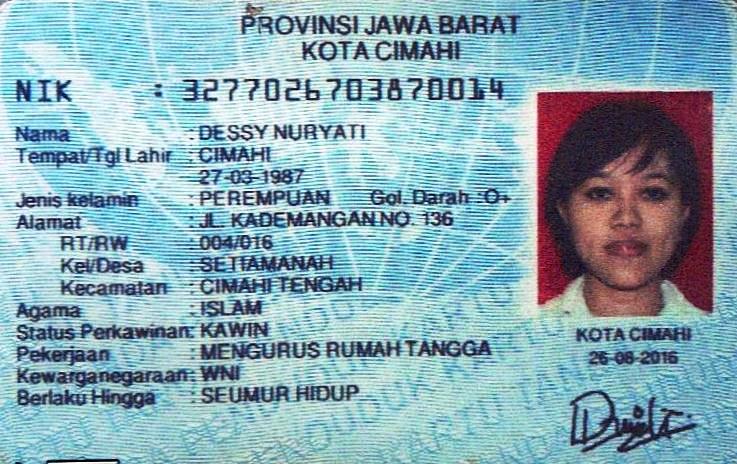 PROVINSI JAWA BARAT
KOTA CIMAHI
NIK : 3277026703870014
Nama : DESSY NURYATI
Tempat/Tgl Lahir : CIMAHI
27-03-1987
Jenis kelamin : PEREMPUAN Gol. Darah :O+
Alamat : JL. KADEMANGAN NO. 136
RT/RW : 004/016
Kel/Desa : SETIAMANAH
Kecamatan : CIMAHI TENGAH
Agama : ISLAM
Status Perkawinan: KAWIN
Pekerjaan : MENGURUS RUMAH TANGGA
Kewarganegaraan: WNI
Berlaku Hingga : SEUMUR HIDUP
KOTA CIMAHI
26-08-2016